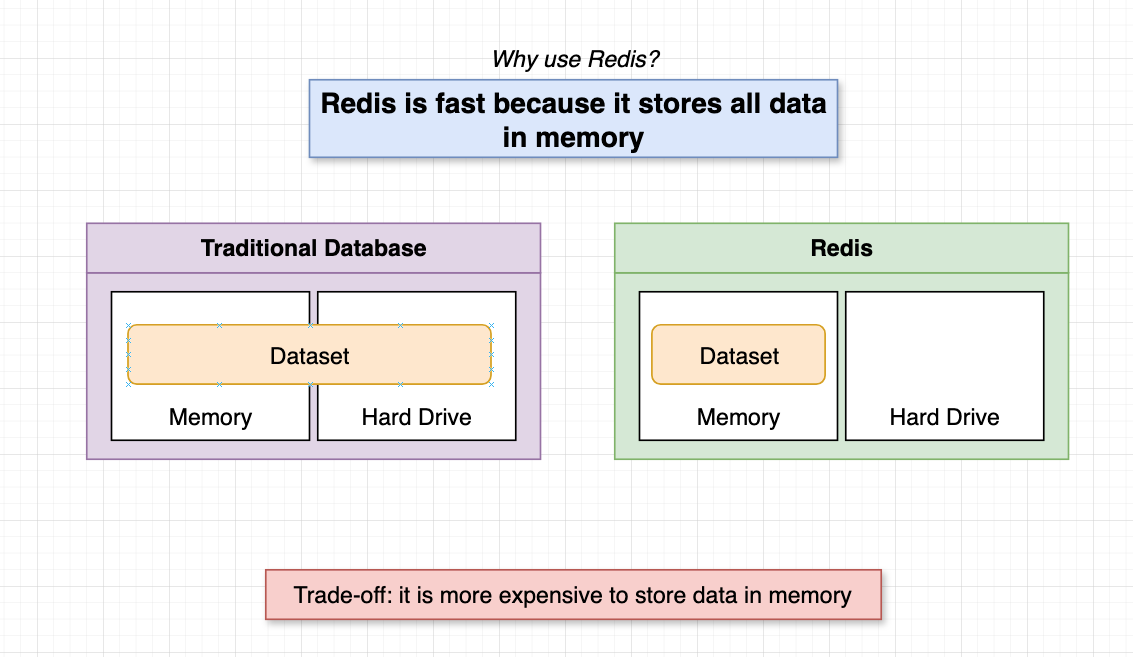 Why use Redis?
Redis is fast because it stores all data
in memory
Traditional Database
Redis
Dataset
Memory
Hard Drive
Dataset
Memory
Hard Drive
Trade-off: it is more expensive to store data in memory